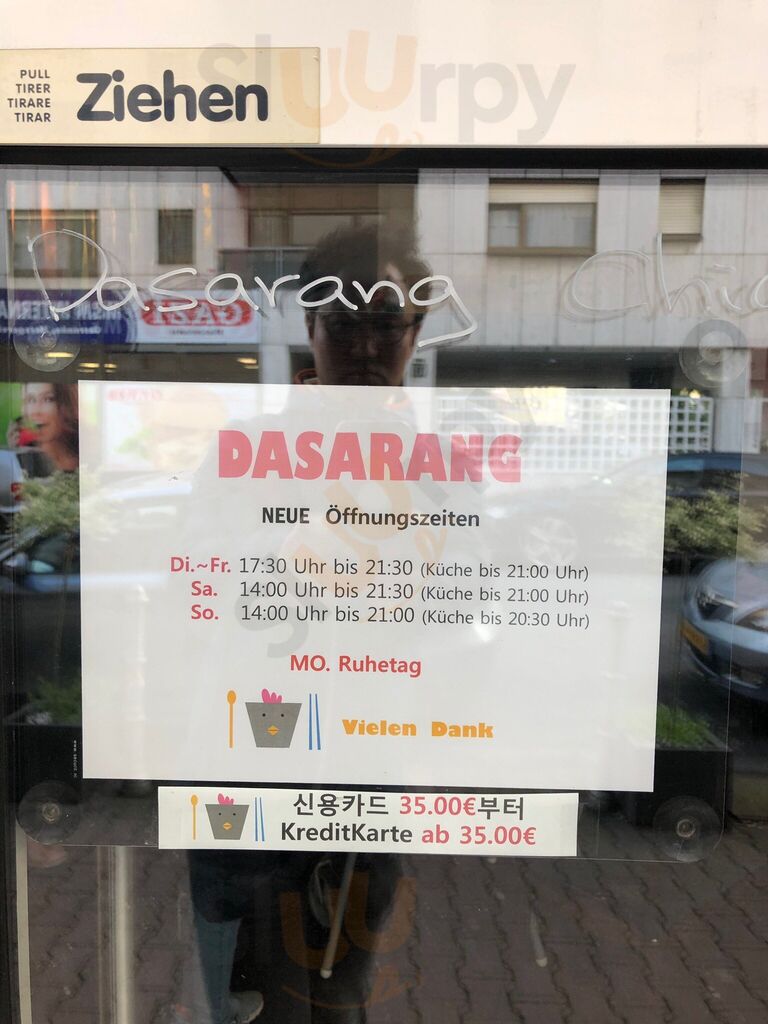 PULL
TIRER
TIRARE
TIRAR
Ziehen
Sluurpy
Dasarang
GAZİ
DASARANG
NEUE Öffnungszeiten
Di.~Fr. 17:30 Uhr bis 21:30 (Küche bis 21:00 Uhr)
Sa. 14:00 Uhr bis 21:30 (Küche bis 21:00 Uhr)
So. 14:00 Uhr bis 21:00 (Küche bis 20:30 Uhr)
MO. Ruhetag
Vielen Dank
신용카드 35.00€부터
KreditKarte ab 35.00€